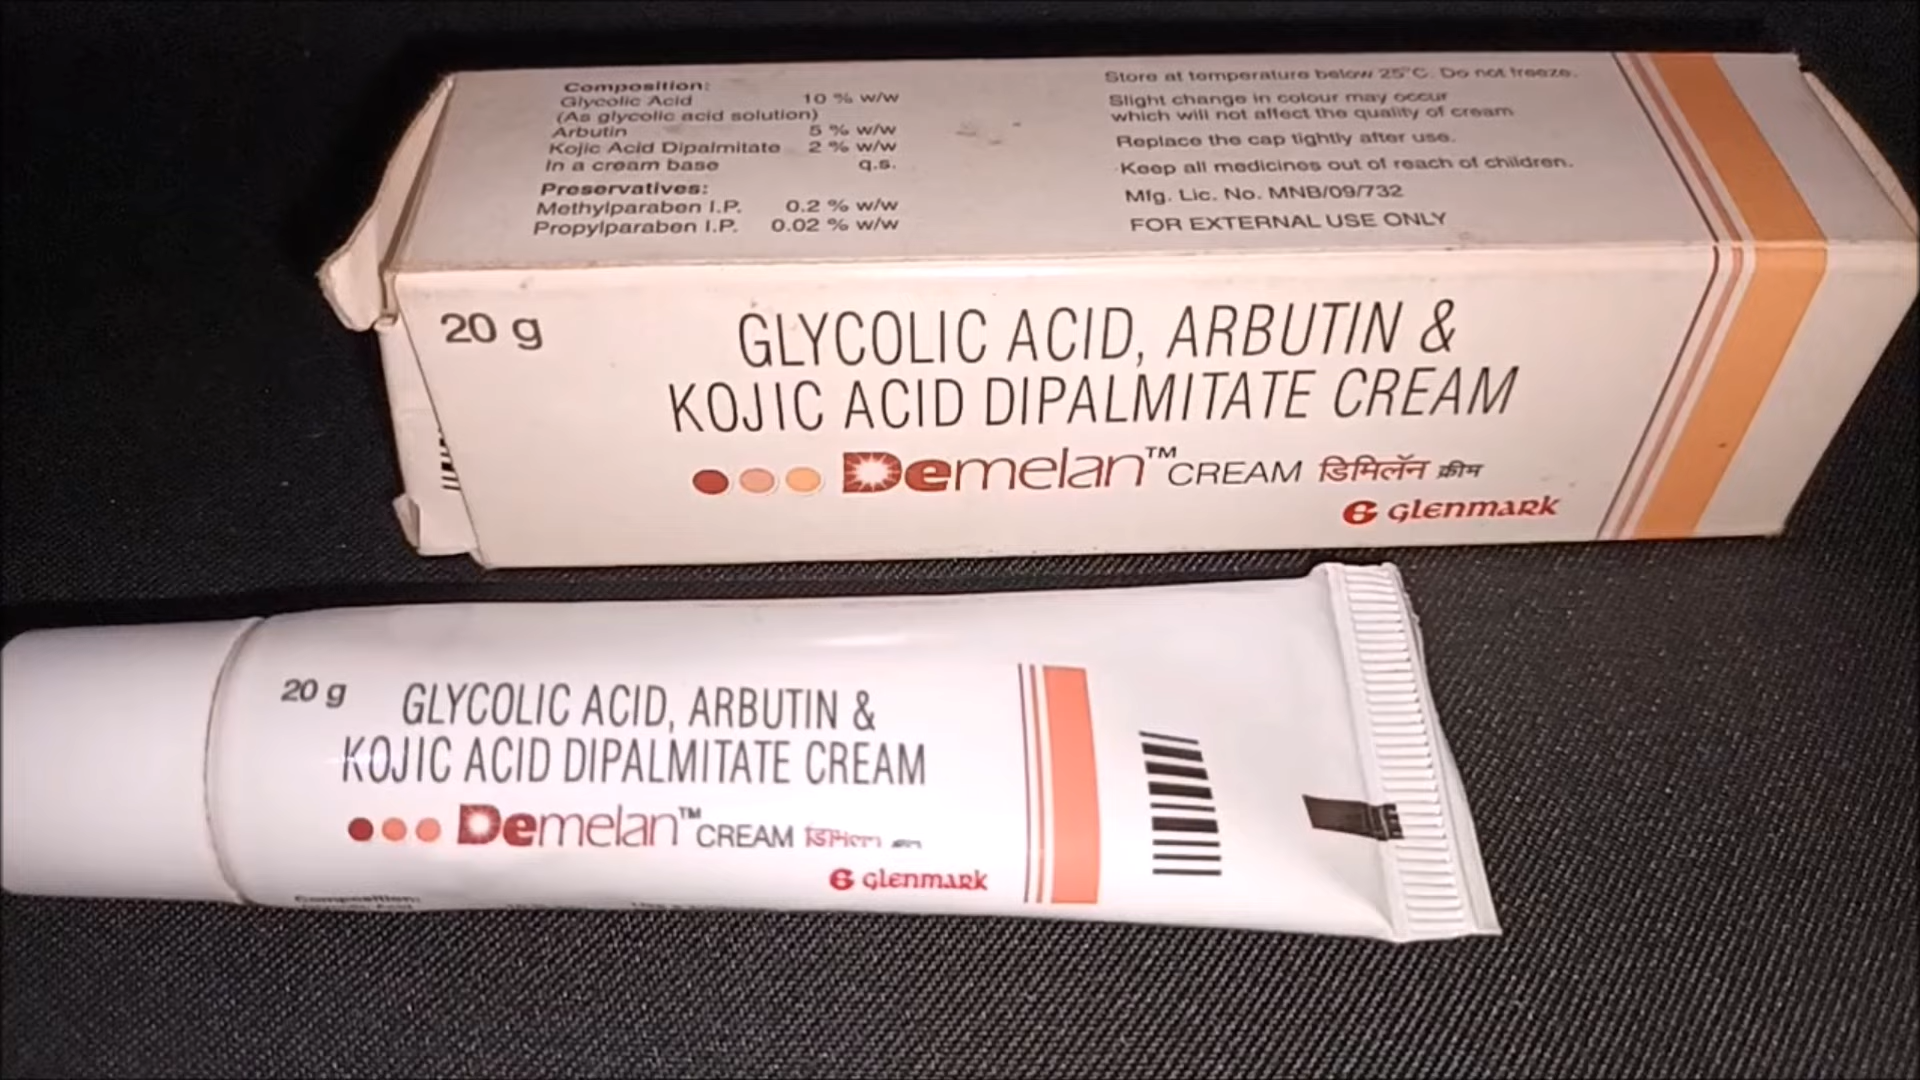 Composition:
Glycolic Acid 10 % w/w
(As glycolic acid solution)
Arbutin 5 % w/w
Kojic Acid Dipalmitate 2 % w/w
In a cream base q.s.
Preservatives:
Methylparaben I.P. 0.2 % w/w
Propylparaben I.P. 0.02 % w/w
Store at temperature below 25°C. Do not freeze.
Slight change in colour may occur
which will not affect the quality of cream
Replace the cap tightly after use.
Keep all medicines out of reach of children.
Mfg. Lic. No. MNB/09/732
FOR EXTERNAL USE ONLY
20 g
GLYCOLIC ACID, ARBUTIN &
KOJIC ACID DIPALMITATE CREAM
Demelan™ CREAM डिमिलॅन क्रीम
Glenmark
20 g
GLYCOLIC ACID, ARBUTIN &
KOJIC ACID DIPALMITATE CREAM
Demelan™ CREAM
Glenmark
Composition: